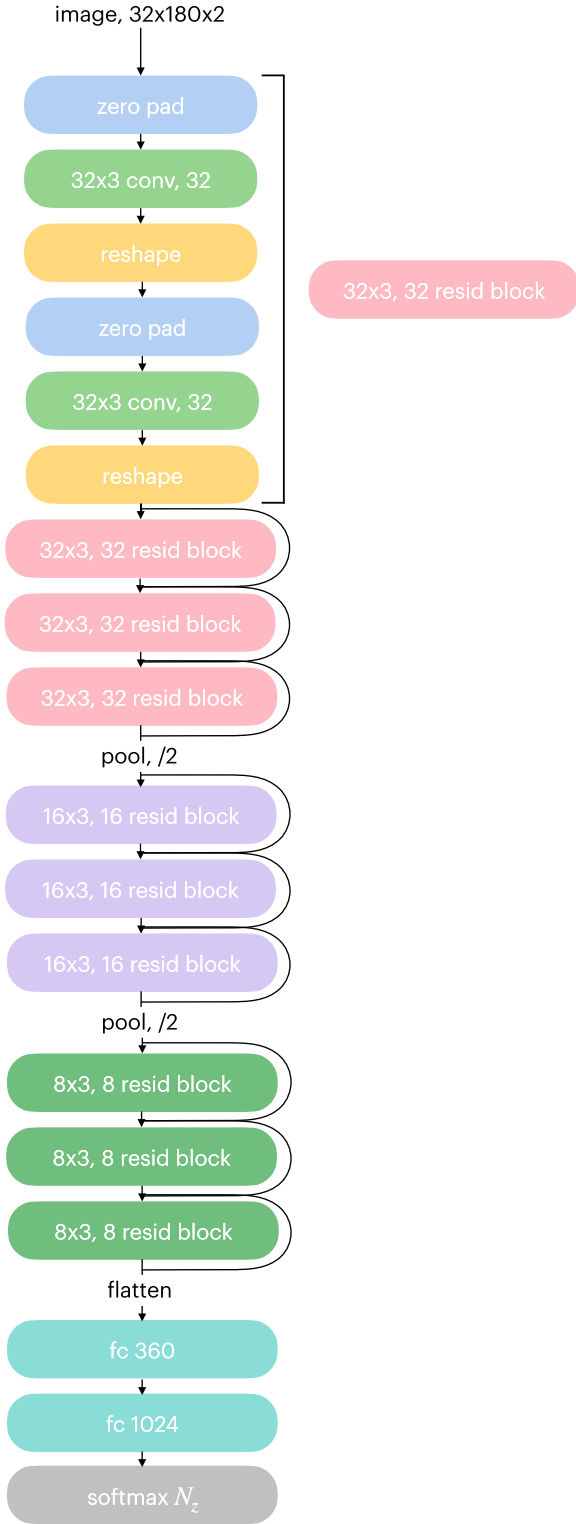 image, 32x180x2
zero pad
32x3 conv, 32
reshape
zero pad
32x3 conv, 32
reshape
32x3, 32 resid block
32x3, 32 resid block
32x3, 32 resid block
32x3, 32 resid block
pool, /2
16x3, 16 resid block
16x3, 16 resid block
16x3, 16 resid block
pool, /2
8x3, 8 resid block
8x3, 8 resid block
8x3, 8 resid block
flatten
fc 360
fc 1024
softmax N_z